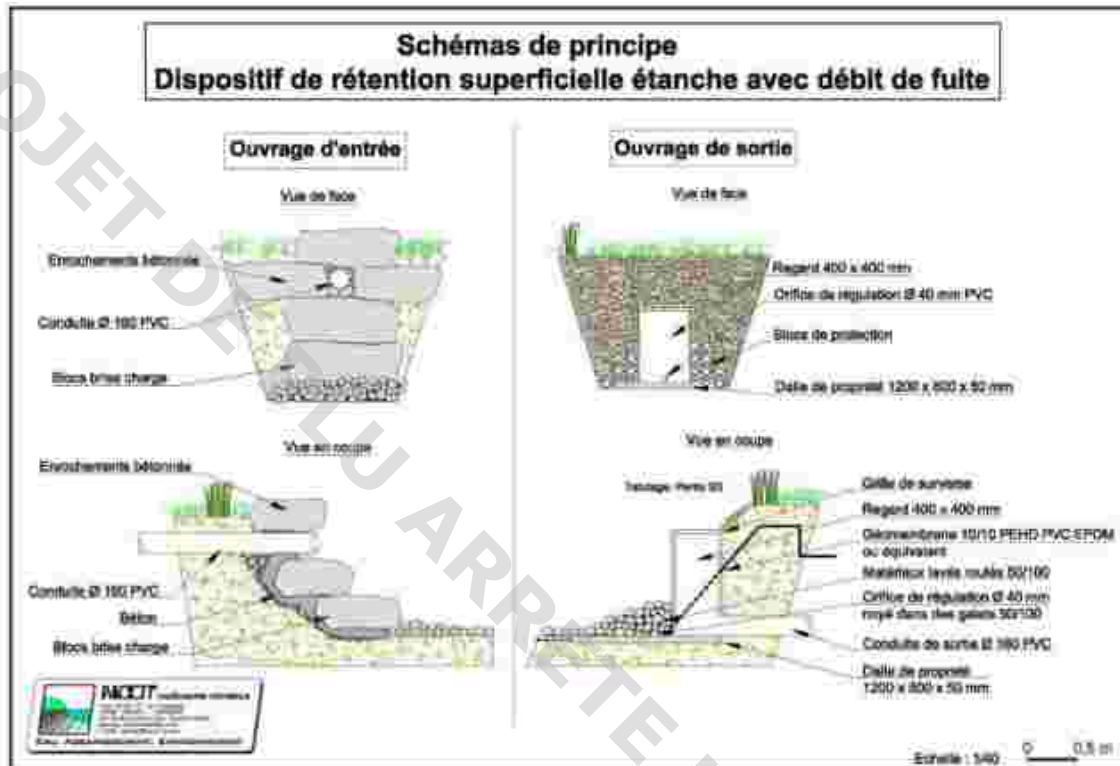 Schémas de principe
Dispositif de rétention superficielle étanche avec débit de fuite
Ouvrage d'entrée
Vue de face
Enrochements bétonnés
Conduite Ø 160 PVC
Blocs brise charge
Vue en coupe
Enrochements bétonnés
Conduite Ø 160 PVC
Béton
Blocs brise charge
Ouvrage de sortie
Vue de face
Regard 400 x 400 mm
Orifice de régulation Ø 40 mm PVC
Blocs de protection
Dalle de propreté 1200 x 800 x 50 mm
Vue en coupe
Pente
Grille de surverse
Regard 400 x 400 mm
Géomembrane 10/10 PEHD PVC EPDM
ou équivalent
Matériaux lavés roulés 50/100
Orifice de régulation Ø 40 mm
noyé dans des galets 50/100
Conduite de sortie Ø 160 PVC
Dalle de propreté
1200 x 800 x 50 mm
NICOT
Echelle : 1/40
0 0,5 m
PROJET DE PLU ARRETE